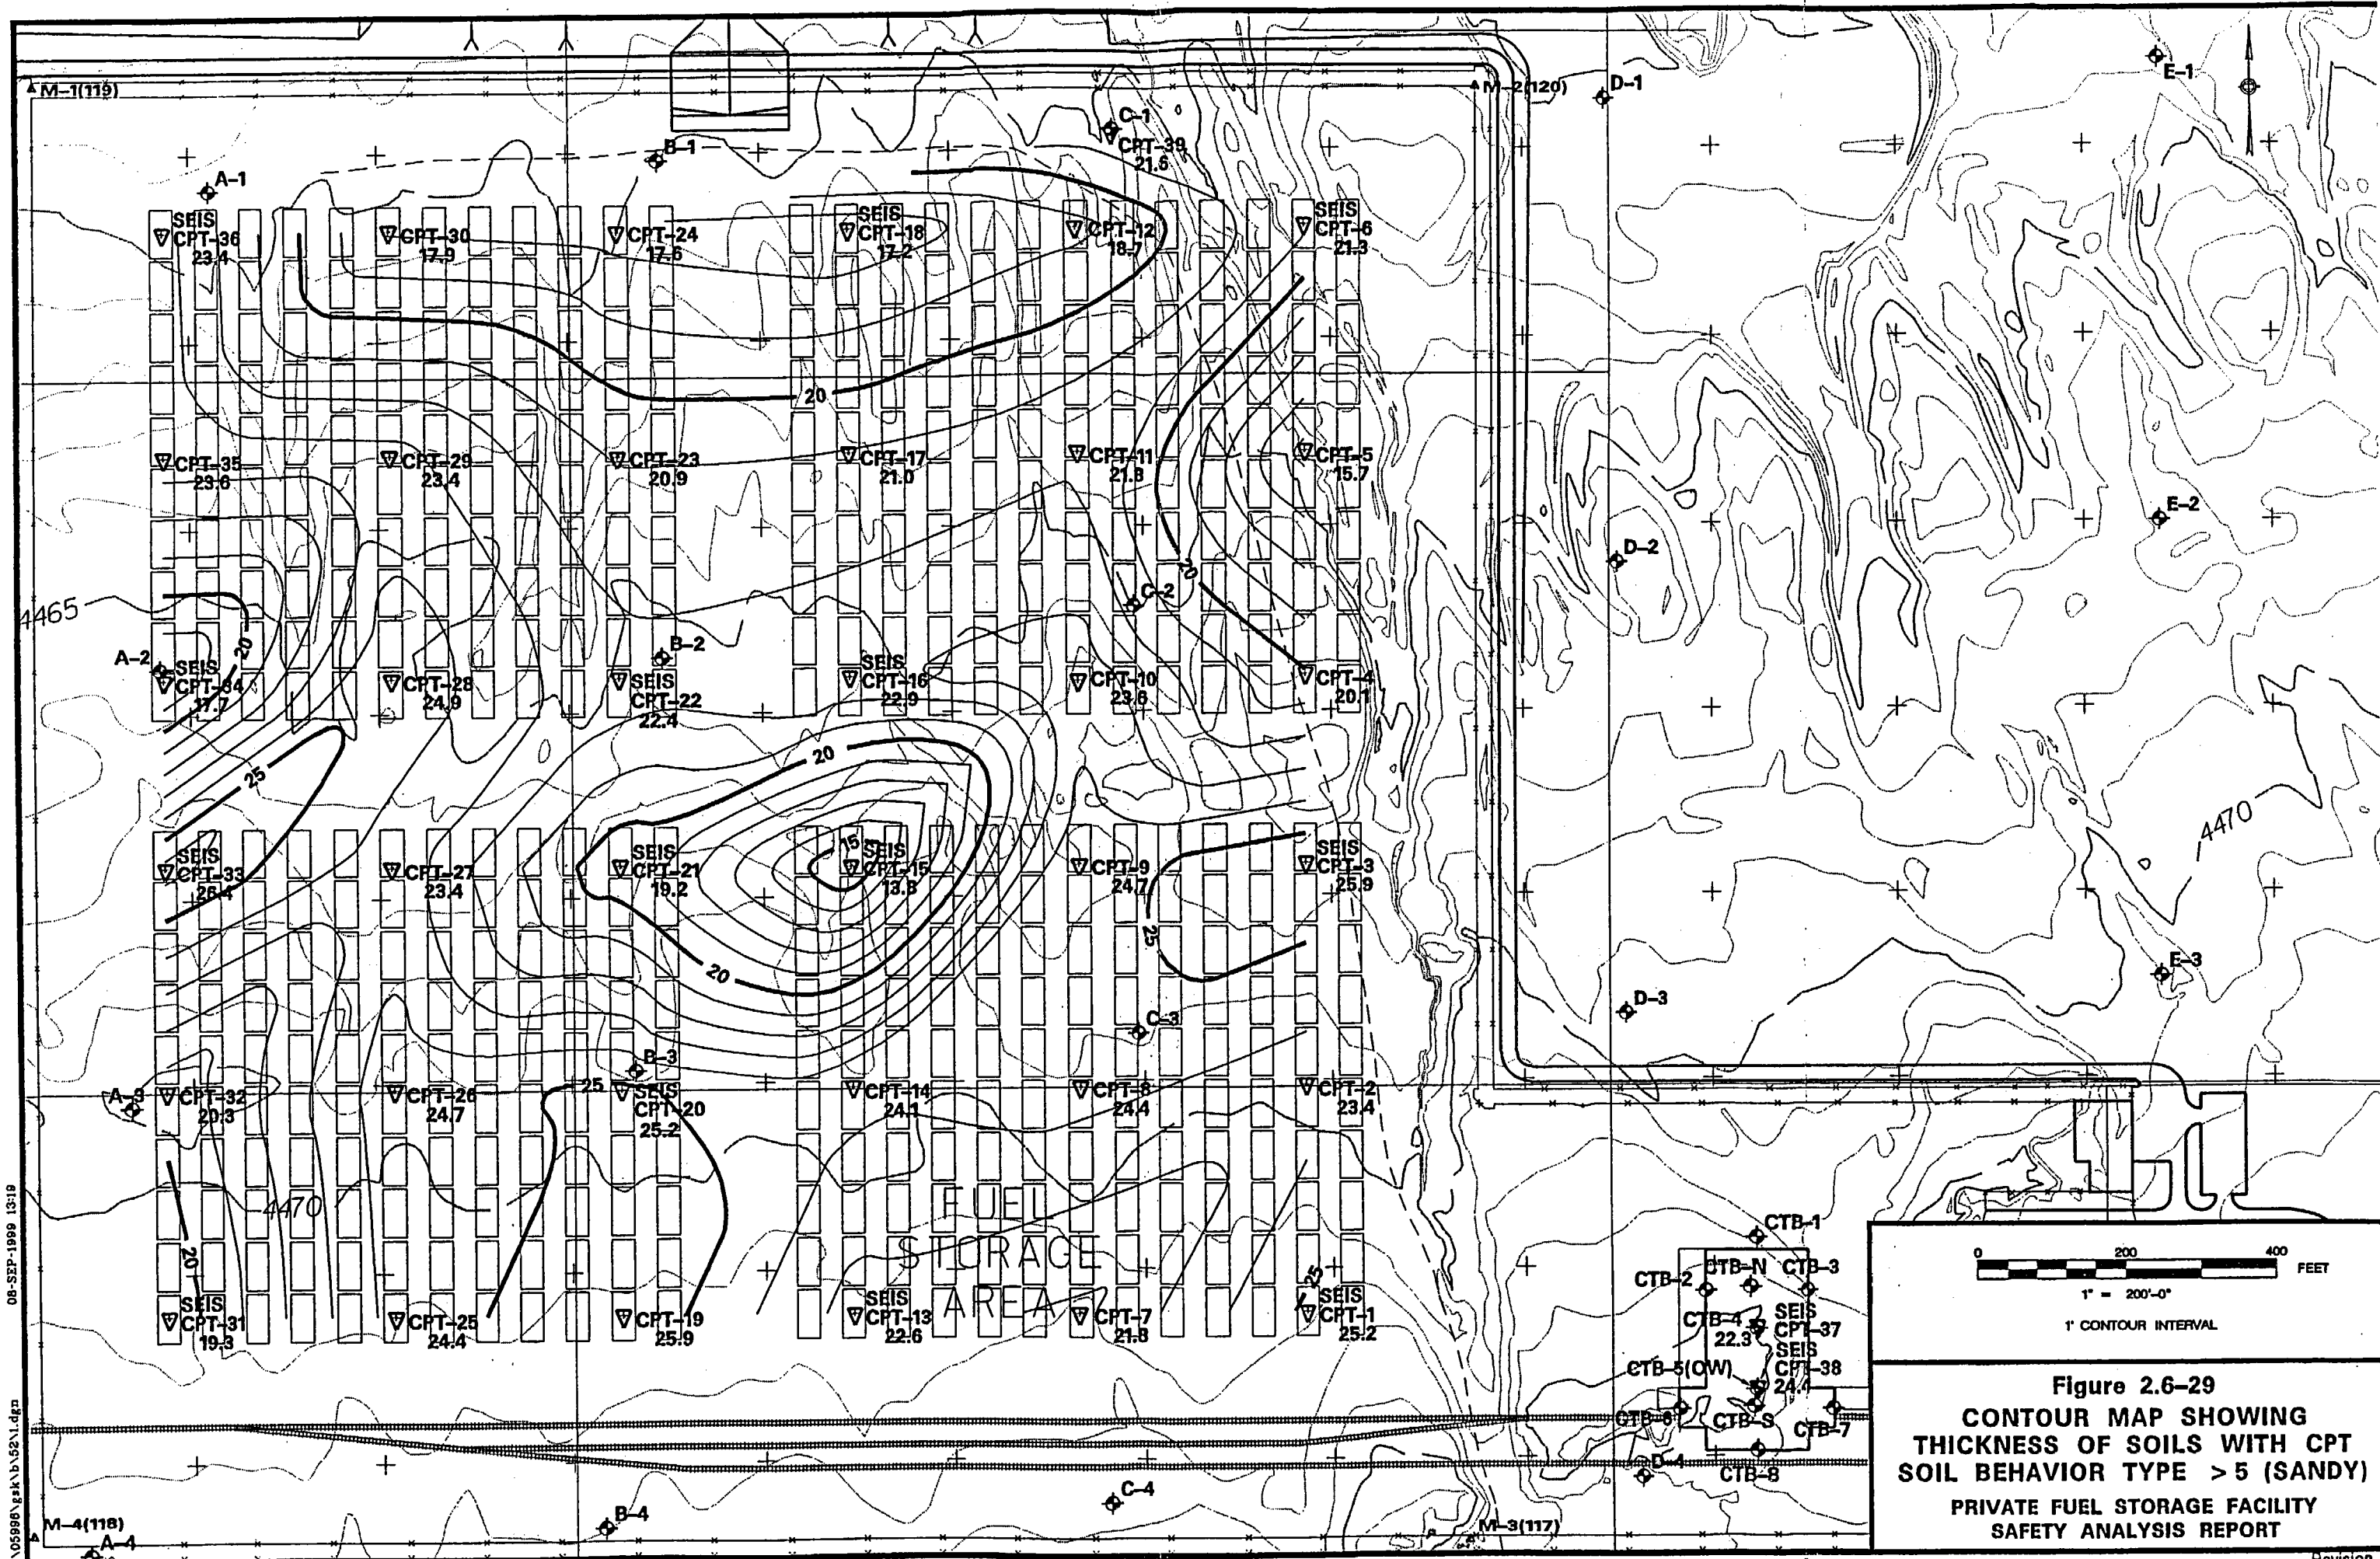 M-1(119)
M-2(120)
D-1
E-1
C-1
CPT-39
21.6
B-1
A-1
SEIS
CPT-36
23.4
CPT-30
17.9
CPT-24
17.6
SEIS
CPT-18
17.2
CPT-12
18.7
SEIS
CPT-6
21.3
20
CPT-35
23.6
CPT-29
23.4
CPT-23
20.9
CPT-17
21.0
CPT-11
21.8
CPT-5
15.7
E-2
D-2
20
C-2
4465
20
A-2
SEIS
CPT-34
17.7
CPT-28
24.9
B-2
SEIS
CPT-22
22.4
SEIS
CPT-16
22.9
CPT-10
23.6
CPT-4
20.1
25
20
4470
SEIS
CPT-33
26.4
CPT-27
23.4
SEIS
CPT-21
19.2
15
SEIS
CPT-15
13.8
CPT-9
24.7
SEIS
CPT-3
25.9
25
20
E-3
D-3
C-3
B-3
A-3
CPT-32
20.3
CPT-26
24.7
25
SEIS
CPT-20
25.2
CPT-14
24.1
CPT-8
24.4
CPT-2
23.4
4470
20
FUEL
STORAGE
AREA
25
SEIS
CPT-31
19.3
CPT-25
24.4
CPT-19
25.9
SEIS
CPT-13
22.6
CPT-7
21.8
SEIS
CPT-1
25.2
CTB-1
CTB-2
CTB-N
CTB-3
CTB-4
22.3
SEIS
CPT-37
CTB-5(OW)
SEIS
CPT-38
24.4
CTB-6
CTB-S
CTB-7
D-4
CTB-8
C-4
B-4
M-4(118)
A-4
M-3(117)
0 200 400 FEET
1" = 200'-0"
1' CONTOUR INTERVAL
Figure 2.6-29
CONTOUR MAP SHOWING
THICKNESS OF SOILS WITH CPT
SOIL BEHAVIOR TYPE > 5 (SANDY)
PRIVATE FUEL STORAGE FACILITY
SAFETY ANALYSIS REPORT
Revision
08-SEP-1999 13:19